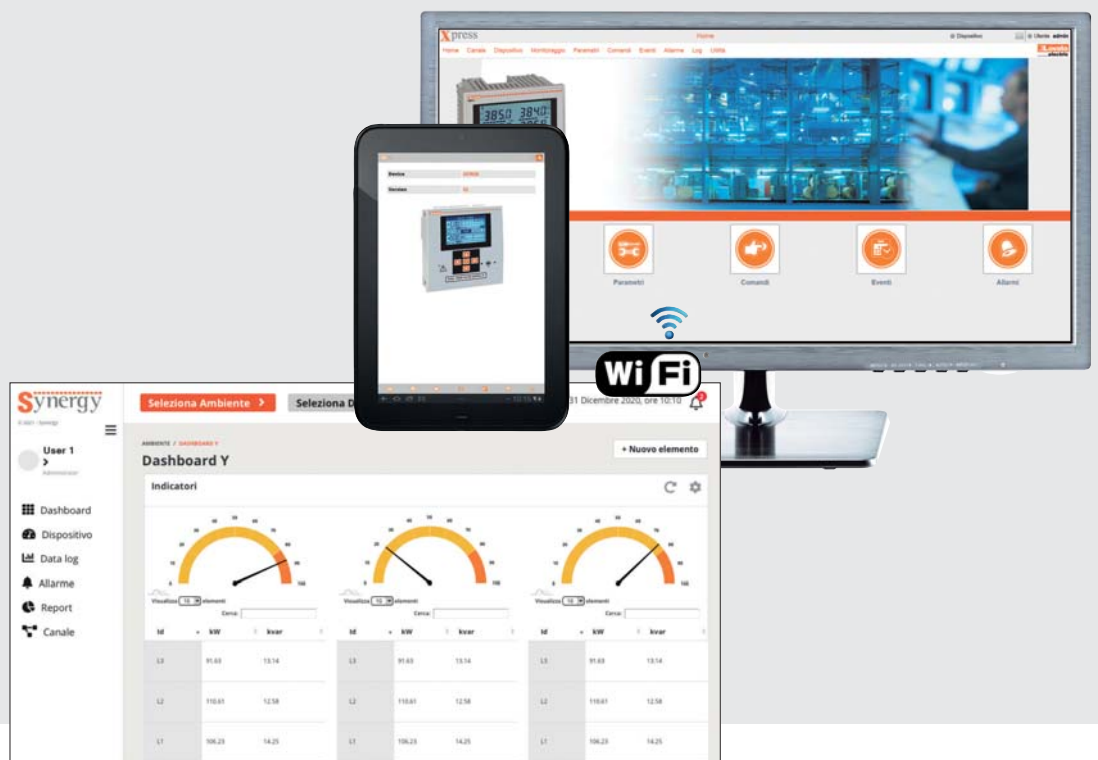 Xpress
Home
Dispositivo
Utente admin
Home Canale Dispositivo Monitoraggio Parametri Comandi Eventi Allarme Log Utilità
Lovato
electric
385.0 384.0
Device
Version
Parametri
Comandi
Eventi
Allarmi
WiFi
Synergy
Seleziona Ambiente >
Seleziona D
31 Dicembre 2020, ore 10:10
User 1
>
Administrator
AMBIENTE / DASHBOARD Y
Dashboard Y
+ Nuovo elemento
Dashboard
Dispositivo
Data log
Allarme
Report
Canale
Indicatori
Visualizza 10 elementi
Cerca:
Id kW kvar
L3 91.63 13.14
L2 110.61 12.58
L1 106.23 14.25
Visualizza 10 elementi
Cerca:
Id kW kvar
L3 91.63 13.14
L2 110.61 12.58
L1 106.23 14.25
Visualizza 10 elementi
Cerca:
Id kW kvar
L3 91.63 13.14
L2 110.61 12.58
L1 106.23 14.25